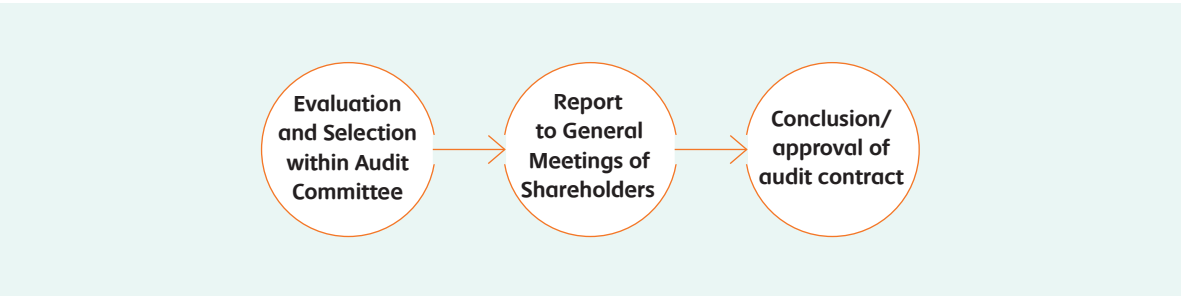 Evaluation
and Selection
within Audit
Committee
Report
to General
Meetings of
Shareholders
Conclusion/
approval of
audit contract